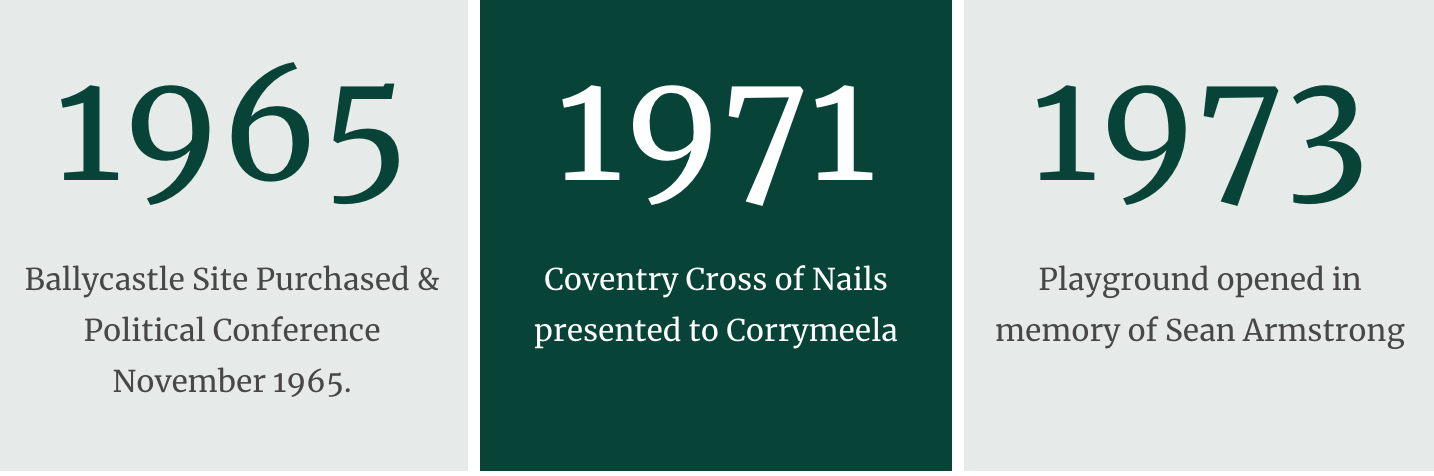 1965
Ballycastle Site Purchased &
Political Conference
November 1965.
1971
Coventry Cross of Nails
presented to Corrymeela
1973
Playground opened in
memory of Sean Armstrong